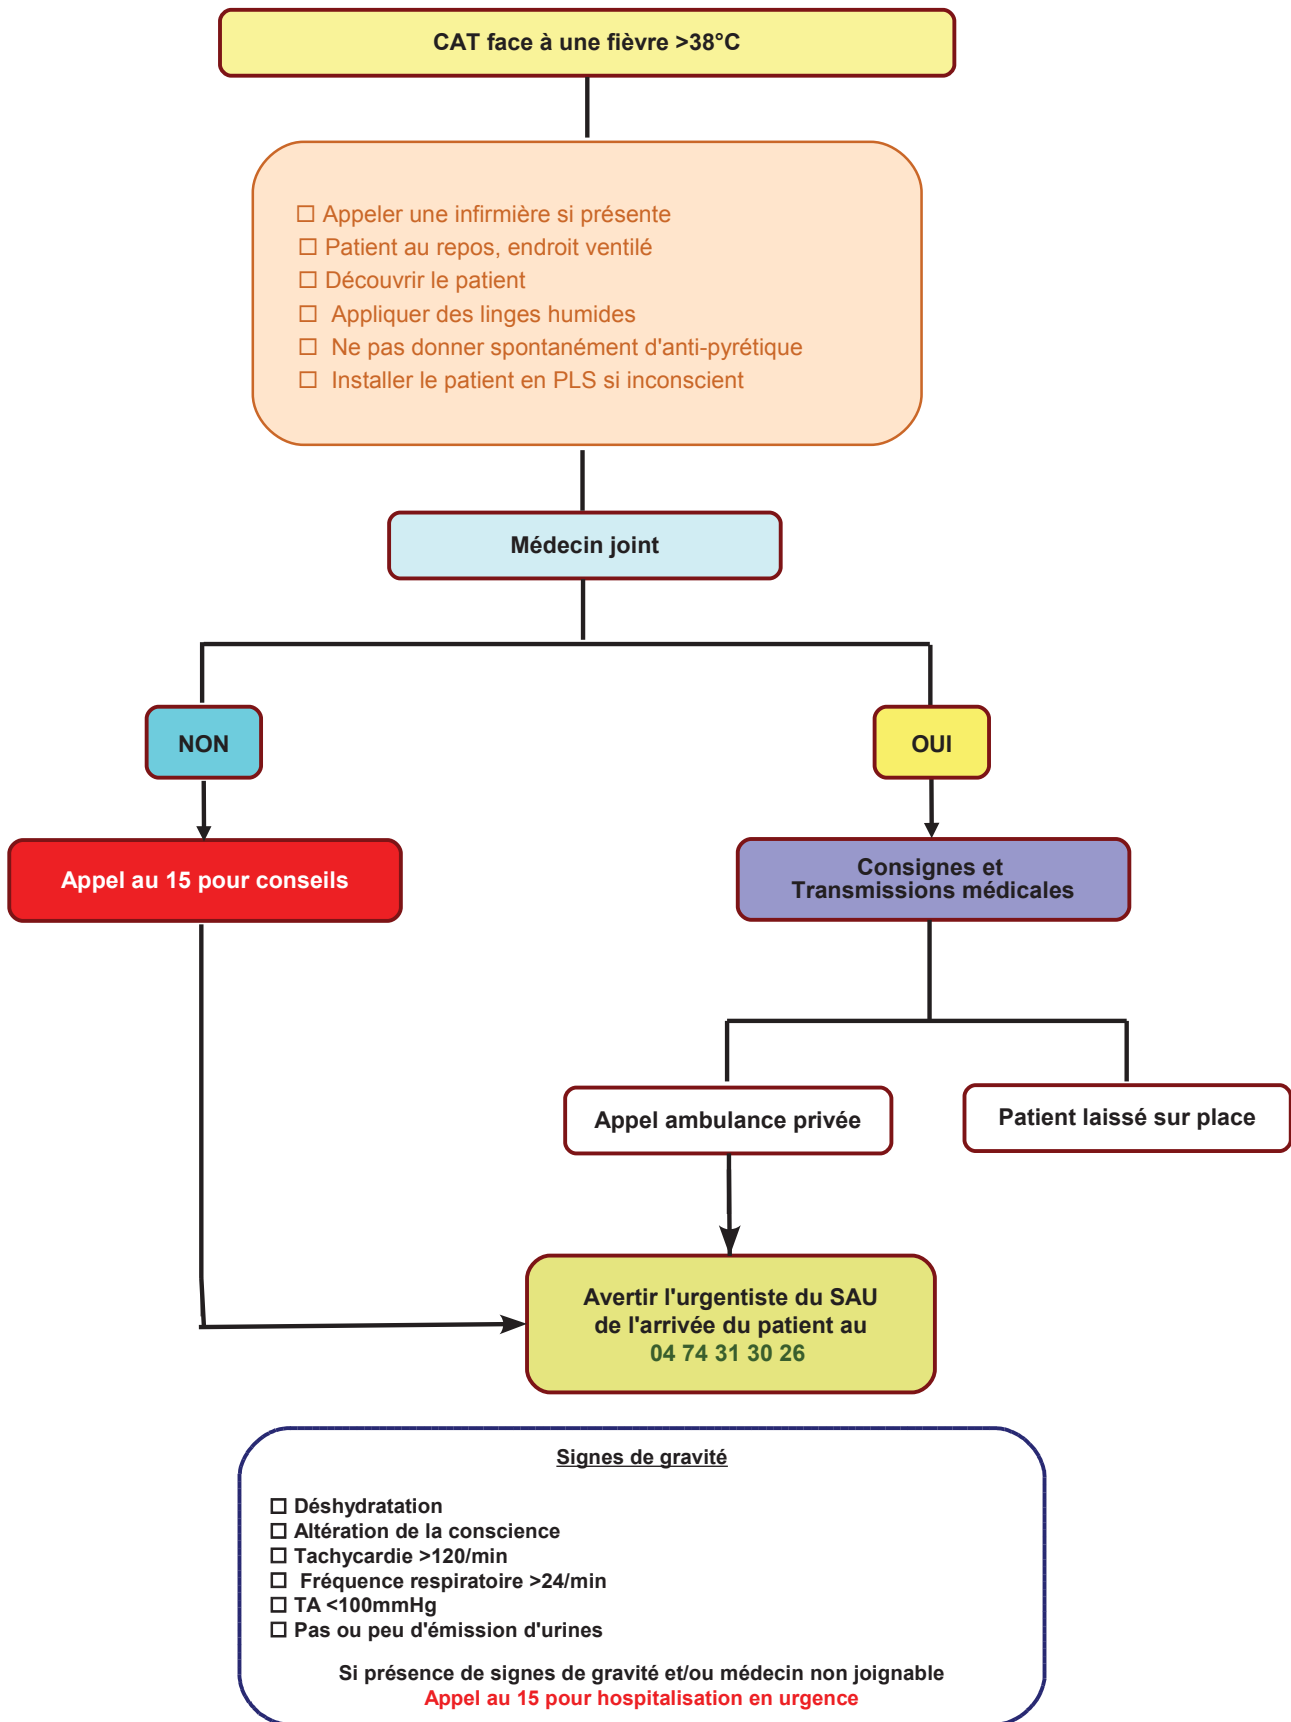 CAT face à une fièvre >38°C
☐ Appeler une infirmière si présente
☐ Patient au repos, endroit ventilé
☐ Découvrir le patient
☐ Appliquer des linges humides
☐ Ne pas donner spontanément d'anti-pyrétique
☐ Installer le patient en PLS si inconscient
Médecin joint
NON
OUI
Appel au 15 pour conseils
Consignes et
Transmissions médicales
Appel ambulance privée
Patient laissé sur place
Avertir l'urgentiste du SAU
de l'arrivée du patient au
04 74 31 30 26
Signes de gravité
☐ Déshydratation
☐ Altération de la conscience
☐ Tachycardie >120/min
☐ Fréquence respiratoire >24/min
☐ TA <100mmHg
☐ Pas ou peu d'émission d'urines
Si présence de signes de gravité et/ou médecin non joignable
Appel au 15 pour hospitalisation en urgence